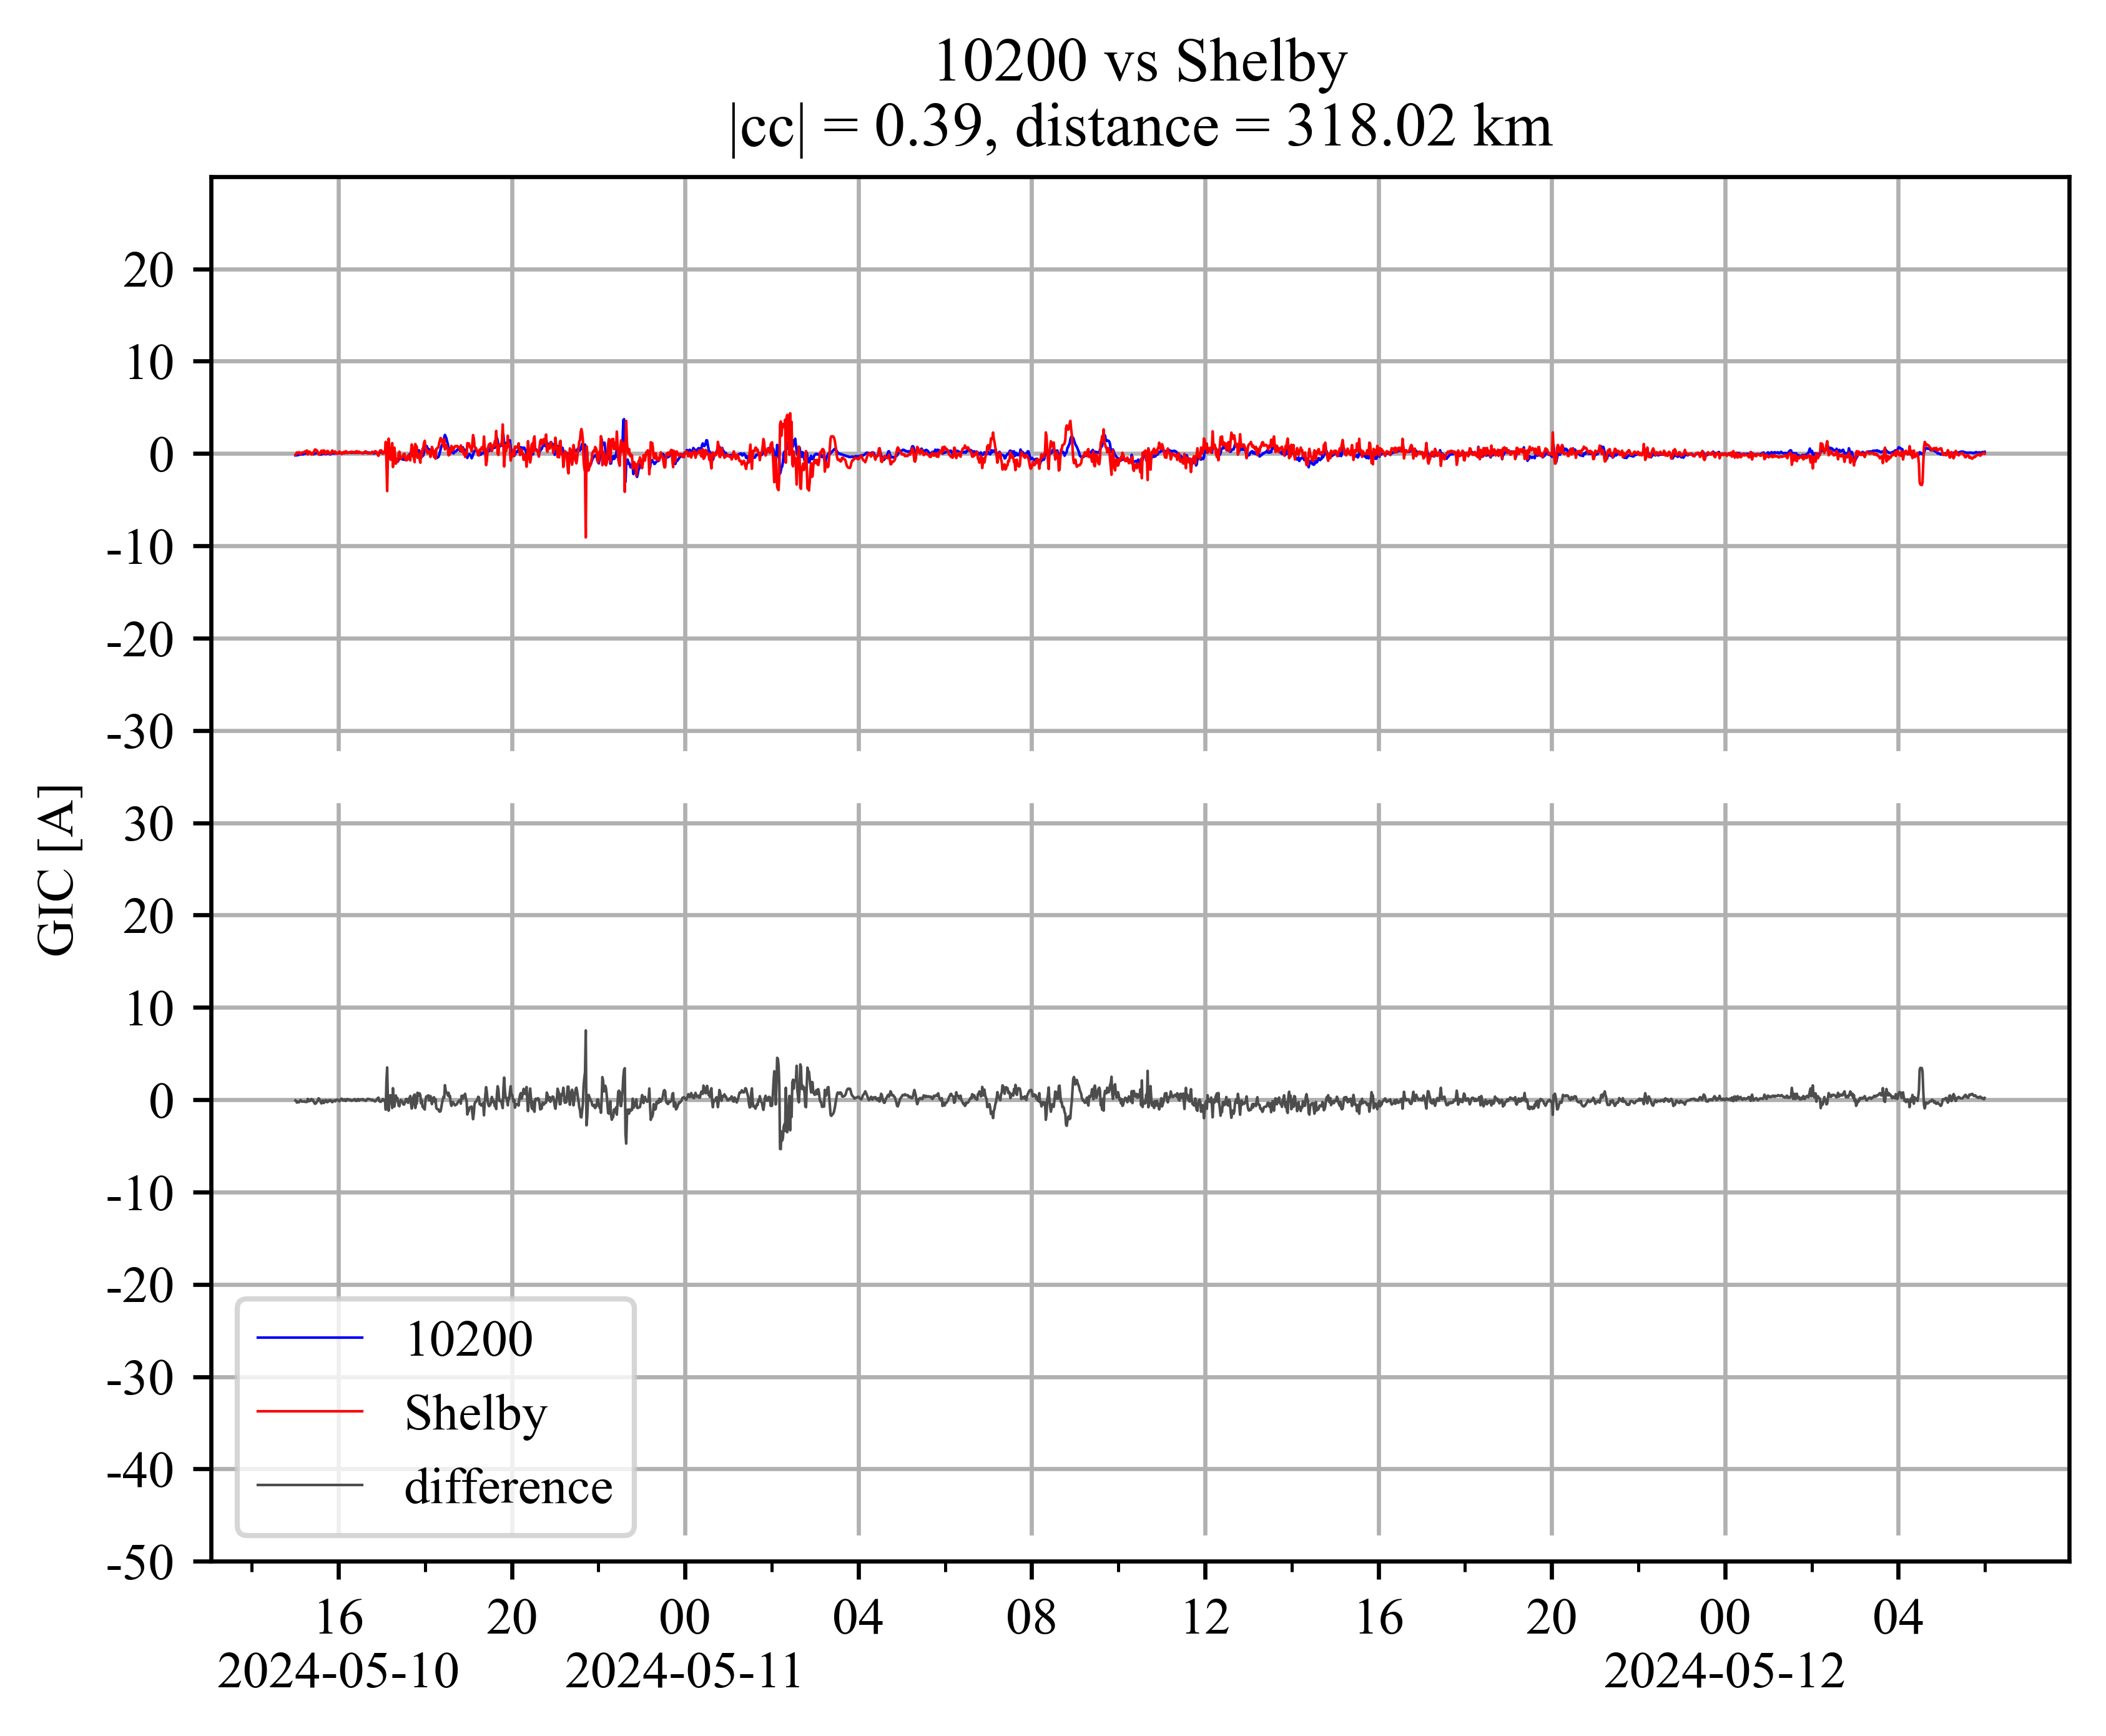 10200 vs Shelby
|cc| = 0.39, distance = 318.02 km
20
10
0
-10
-20
-30
30
20
10
0
-10
-20
-30
-40
-50
GIC [A]
10200
Shelby
difference
16 20 00 04 08 12 16 20 00 04
2024-05-10 2024-05-11 2024-05-12